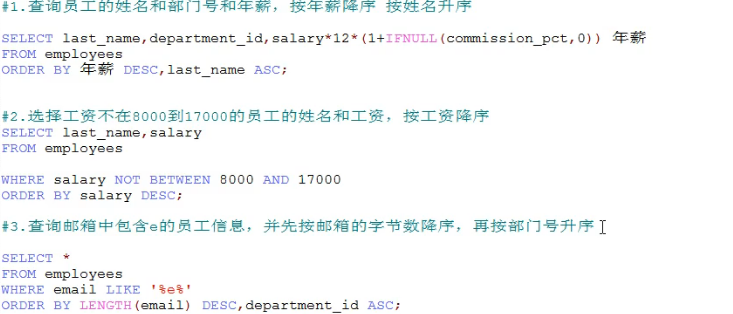 #1.查询员工的姓名和部门号和年薪，按年薪降序 按姓名升序
SELECT last_name,department_id,salary*12*(1+IFNULL(commission_pct,0)) 年薪
FROM employees
ORDER BY 年薪 DESC,last_name ASC;
#2.选择工资不在8000到17000的员工的姓名和工资，按工资降序
SELECT last_name,salary
FROM employees
WHERE salary NOT BETWEEN 8000 AND 17000
ORDER BY salary DESC;
#3.查询邮箱中包含e的员工信息，并先按邮箱的字节数降序，再按部门号升序
SELECT *
FROM employees
WHERE email LIKE '%e%'
ORDER BY LENGTH(email) DESC,department_id ASC;